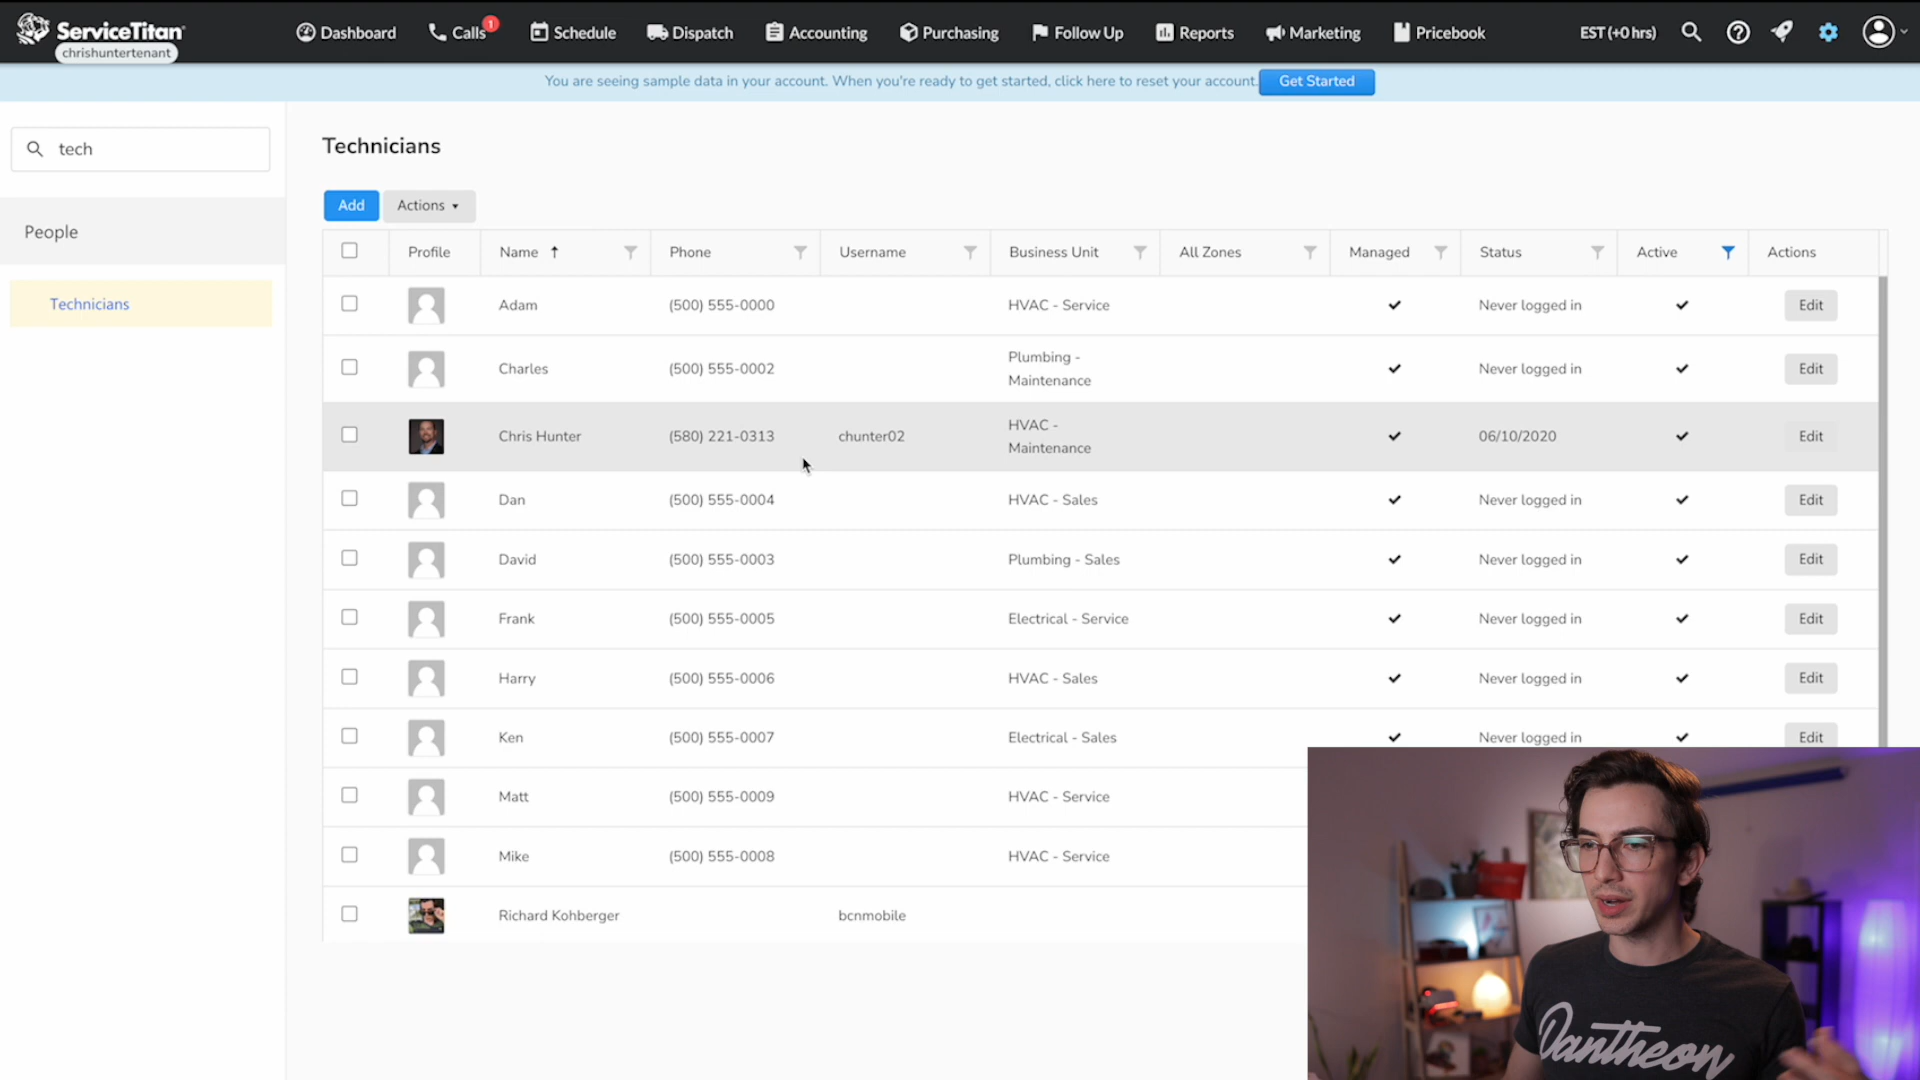 ServiceTitan
chrishuntertenant
Dashboard
Calls
1
Schedule
Dispatch
Accounting
Purchasing
Follow Up
Reports
Marketing
Pricebook
EST (+0 hrs)
You are seeing sample data in your account. When you're ready to get started, click here to reset your account.
Get Started
tech
People
Technicians
Technicians
Add
Actions
Profile Name Phone Username Business Unit All Zones Managed Status Active Actions
Adam (500) 555-0000 HVAC - Service Never logged in Edit
Charles (500) 555-0002 Plumbing - Never logged in Edit
Maintenance
Chris Hunter (580) 221-0313 chunter02 HVAC - 06/10/2020 Edit
Maintenance
Dan (500) 555-0004 HVAC - Sales Never logged in Edit
David (500) 555-0003 Plumbing - Sales Never logged in Edit
Frank (500) 555-0005 Electrical - Service Never logged in Edit
Harry (500) 555-0006 HVAC - Sales Never logged in Edit
Ken (500) 555-0007 Electrical - Sales Never logged in Edit
Matt (500) 555-0009 HVAC - Service
Mike (500) 555-0008 HVAC - Service
Richard Kohberger bcnmobile
Pantheon